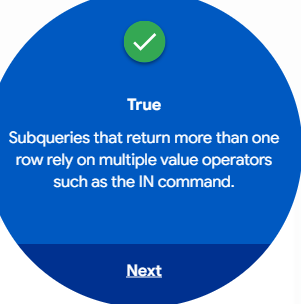 True
Subqueries that return more than one
row rely on multiple value operators
such as the IN command.
Next